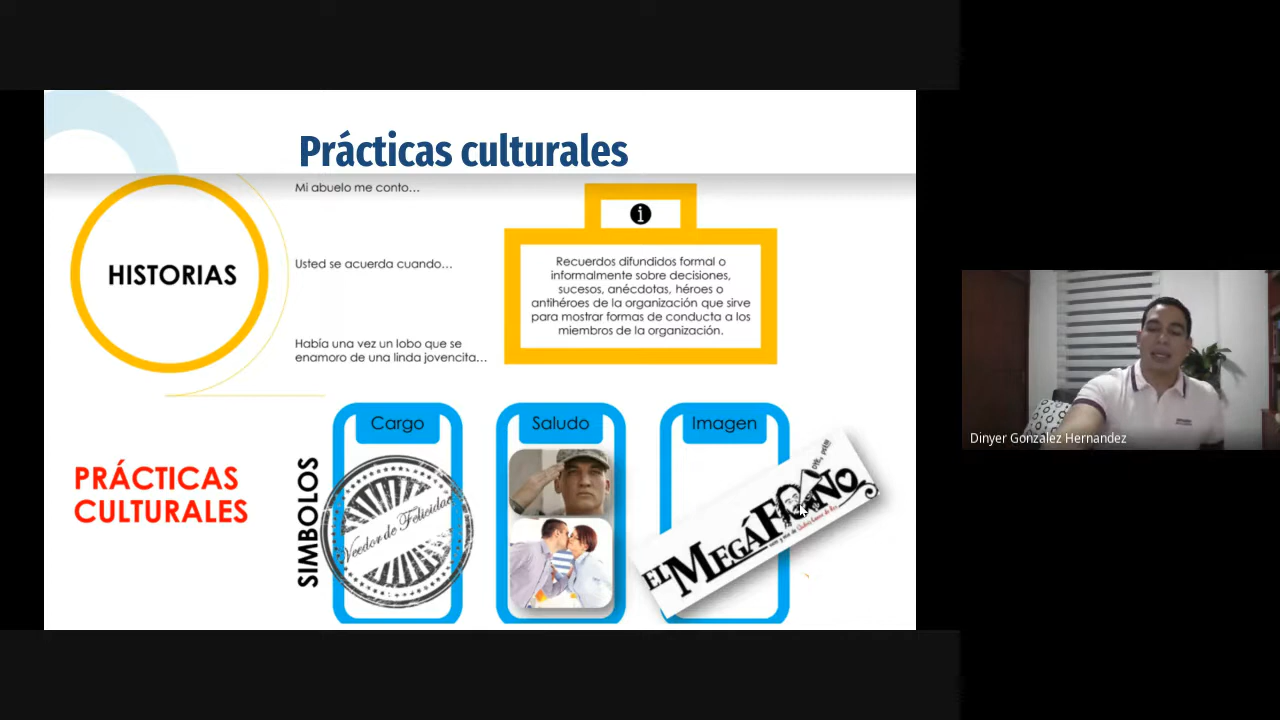 Prácticas culturales
Mi abuelo me conto...
HISTORIAS
Usted se acuerda cuando...
Había una vez un lobo que se
enamoro de una linda jovencita...
i
Recuerdos difundidos formal o
informalmente sobre decisiones,
sucesos, anécdotas, héroes o
antihéroes de la organización que sirve
para mostrar formas de conducta a los
miembros de la organización.
PRÁCTICAS
CULTURALES
SIMBOLOS
Cargo
Veedor de Felicidad
Saludo
Imagen
EL MEGÁFONO
Dinyer Gonzalez Hernandez